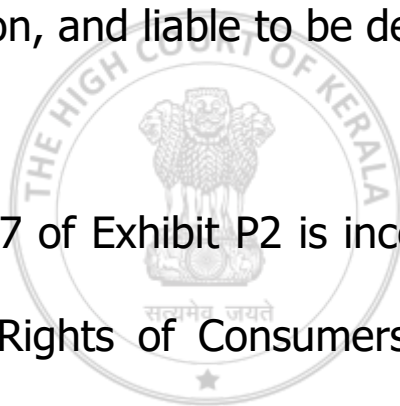 on, and liable to be de
THE HIGH COURT OF KERALA
7 of Exhibit P2 is inc
सत्यमेव जयते
Rights of Consumers